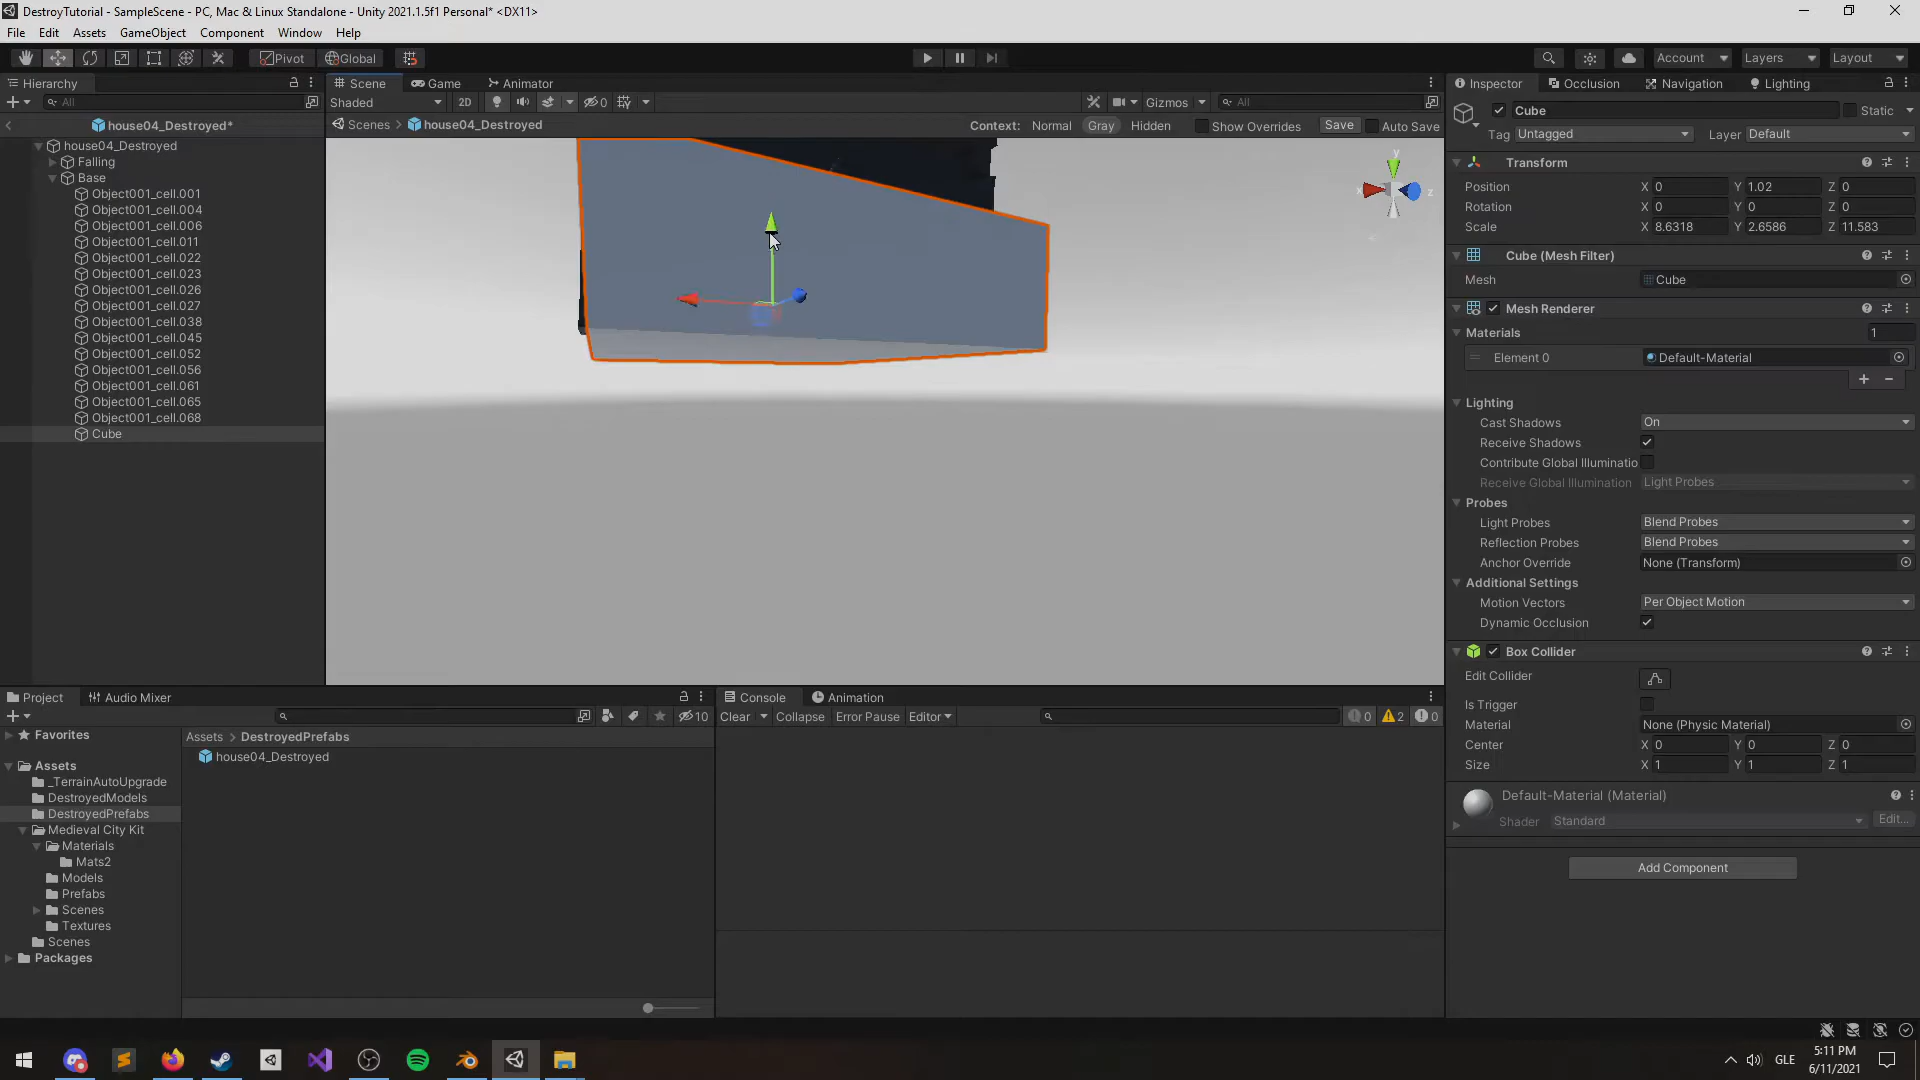 DestroyTutorial - SampleScene - PC, Mac & Linux Standalone - Unity 2021.1.5f1 Personal* <DX11>
File Edit Assets GameObject Component Window Help
Pivot Global Account Layers Layout
Hierarchy
All
house04_Destroyed*
house04_Destroyed
Falling
Base
Object001_cell.001
Object001_cell.004
Object001_cell.006
Object001_cell.011
Object001_cell.022
Object001_cell.023
Object001_cell.026
Object001_cell.027
Object001_cell.038
Object001_cell.045
Object001_cell.052
Object001_cell.056
Object001_cell.061
Object001_cell.065
Object001_cell.068
Cube
Scene Game Animator
Shaded 2D 0 Gizmos All
Scenes house04_Destroyed Context: Normal Gray Hidden Show Overrides Save Auto Save
y
x z
Inspector Occlusion Navigation Lighting
Cube Static
Tag Untagged Layer Default
Transform
Position X 0 Y 1.02 Z 0
Rotation X 0 Y 0 Z 0
Scale X 8.6318 Y 2.6586 Z 11.583
Cube (Mesh Filter)
Mesh Cube
Mesh Renderer
Materials 1
Element 0 Default-Material
Lighting
Cast Shadows On
Receive Shadows
Contribute Global Illuminatio
Receive Global Illumination Light Probes
Probes
Light Probes Blend Probes
Reflection Probes Blend Probes
Anchor Override None (Transform)
Additional Settings
Motion Vectors Per Object Motion
Dynamic Occlusion
Box Collider
Edit Collider
Is Trigger
Material None (Physic Material)
Center X 0 Y 0 Z 0
Size X 1 Y 1 Z 1
Default-Material (Material)
Shader Standard Edit...
Add Component
Project Audio Mixer
10
Favorites
Assets
_TerrainAutoUpgrade
DestroyedModels
DestroyedPrefabs
Medieval City Kit
Materials
Mats2
Models
Prefabs
Scenes
Textures
Scenes
Packages
Assets > DestroyedPrefabs
house04_Destroyed
Console Animation
Clear Collapse Error Pause Editor 0 2 0
GLE 5:11 PM
6/11/2021